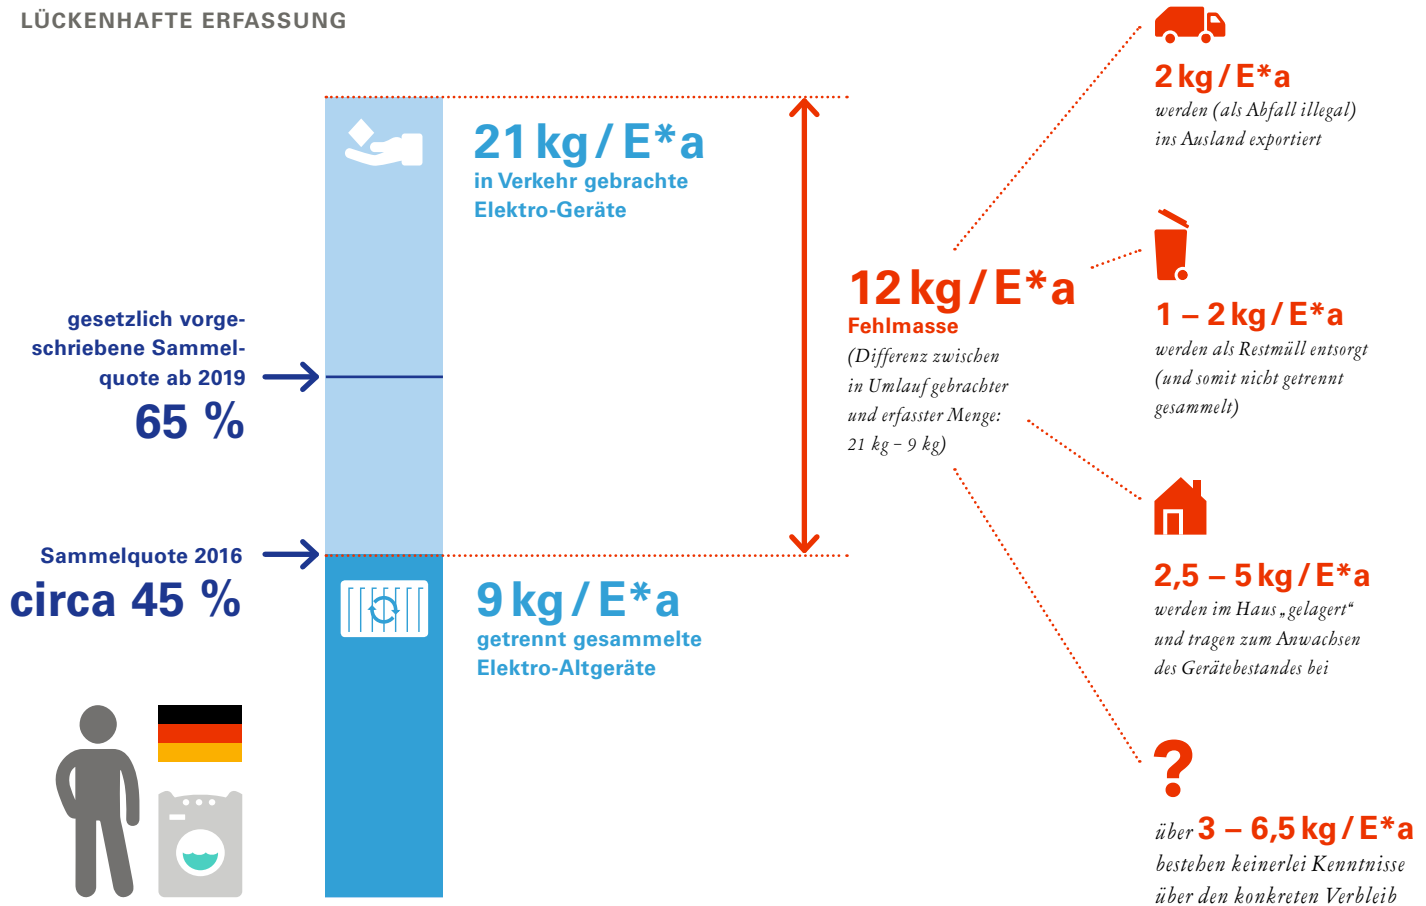 LÜCKENHAFTE ERFASSUNG
21 kg / E*a
in Verkehr gebrachte
Elektro-Geräte
gesetzlich vorge-
schriebene Sammel-
quote ab 2019
65 %
Sammelquote 2016
circa 45 %
9 kg / E*a
getrennt gesammelte
Elektro-Altgeräte
12 kg / E*a
Fehlmasse
(Differenz zwischen
in Umlauf gebrachter
und erfasster Menge:
21 kg – 9 kg)
2 kg / E*a
werden (als Abfall illegal)
ins Ausland exportiert
1 – 2 kg / E*a
werden als Restmüll entsorgt
(und somit nicht getrennt
gesammelt)
2,5 – 5 kg / E*a
werden im Haus „gelagert“
und tragen zum Anwachsen
des Gerätebestandes bei
?
über 3 – 6,5 kg / E*a
bestehen keinerlei Kenntnisse
über den konkreten Verbleib